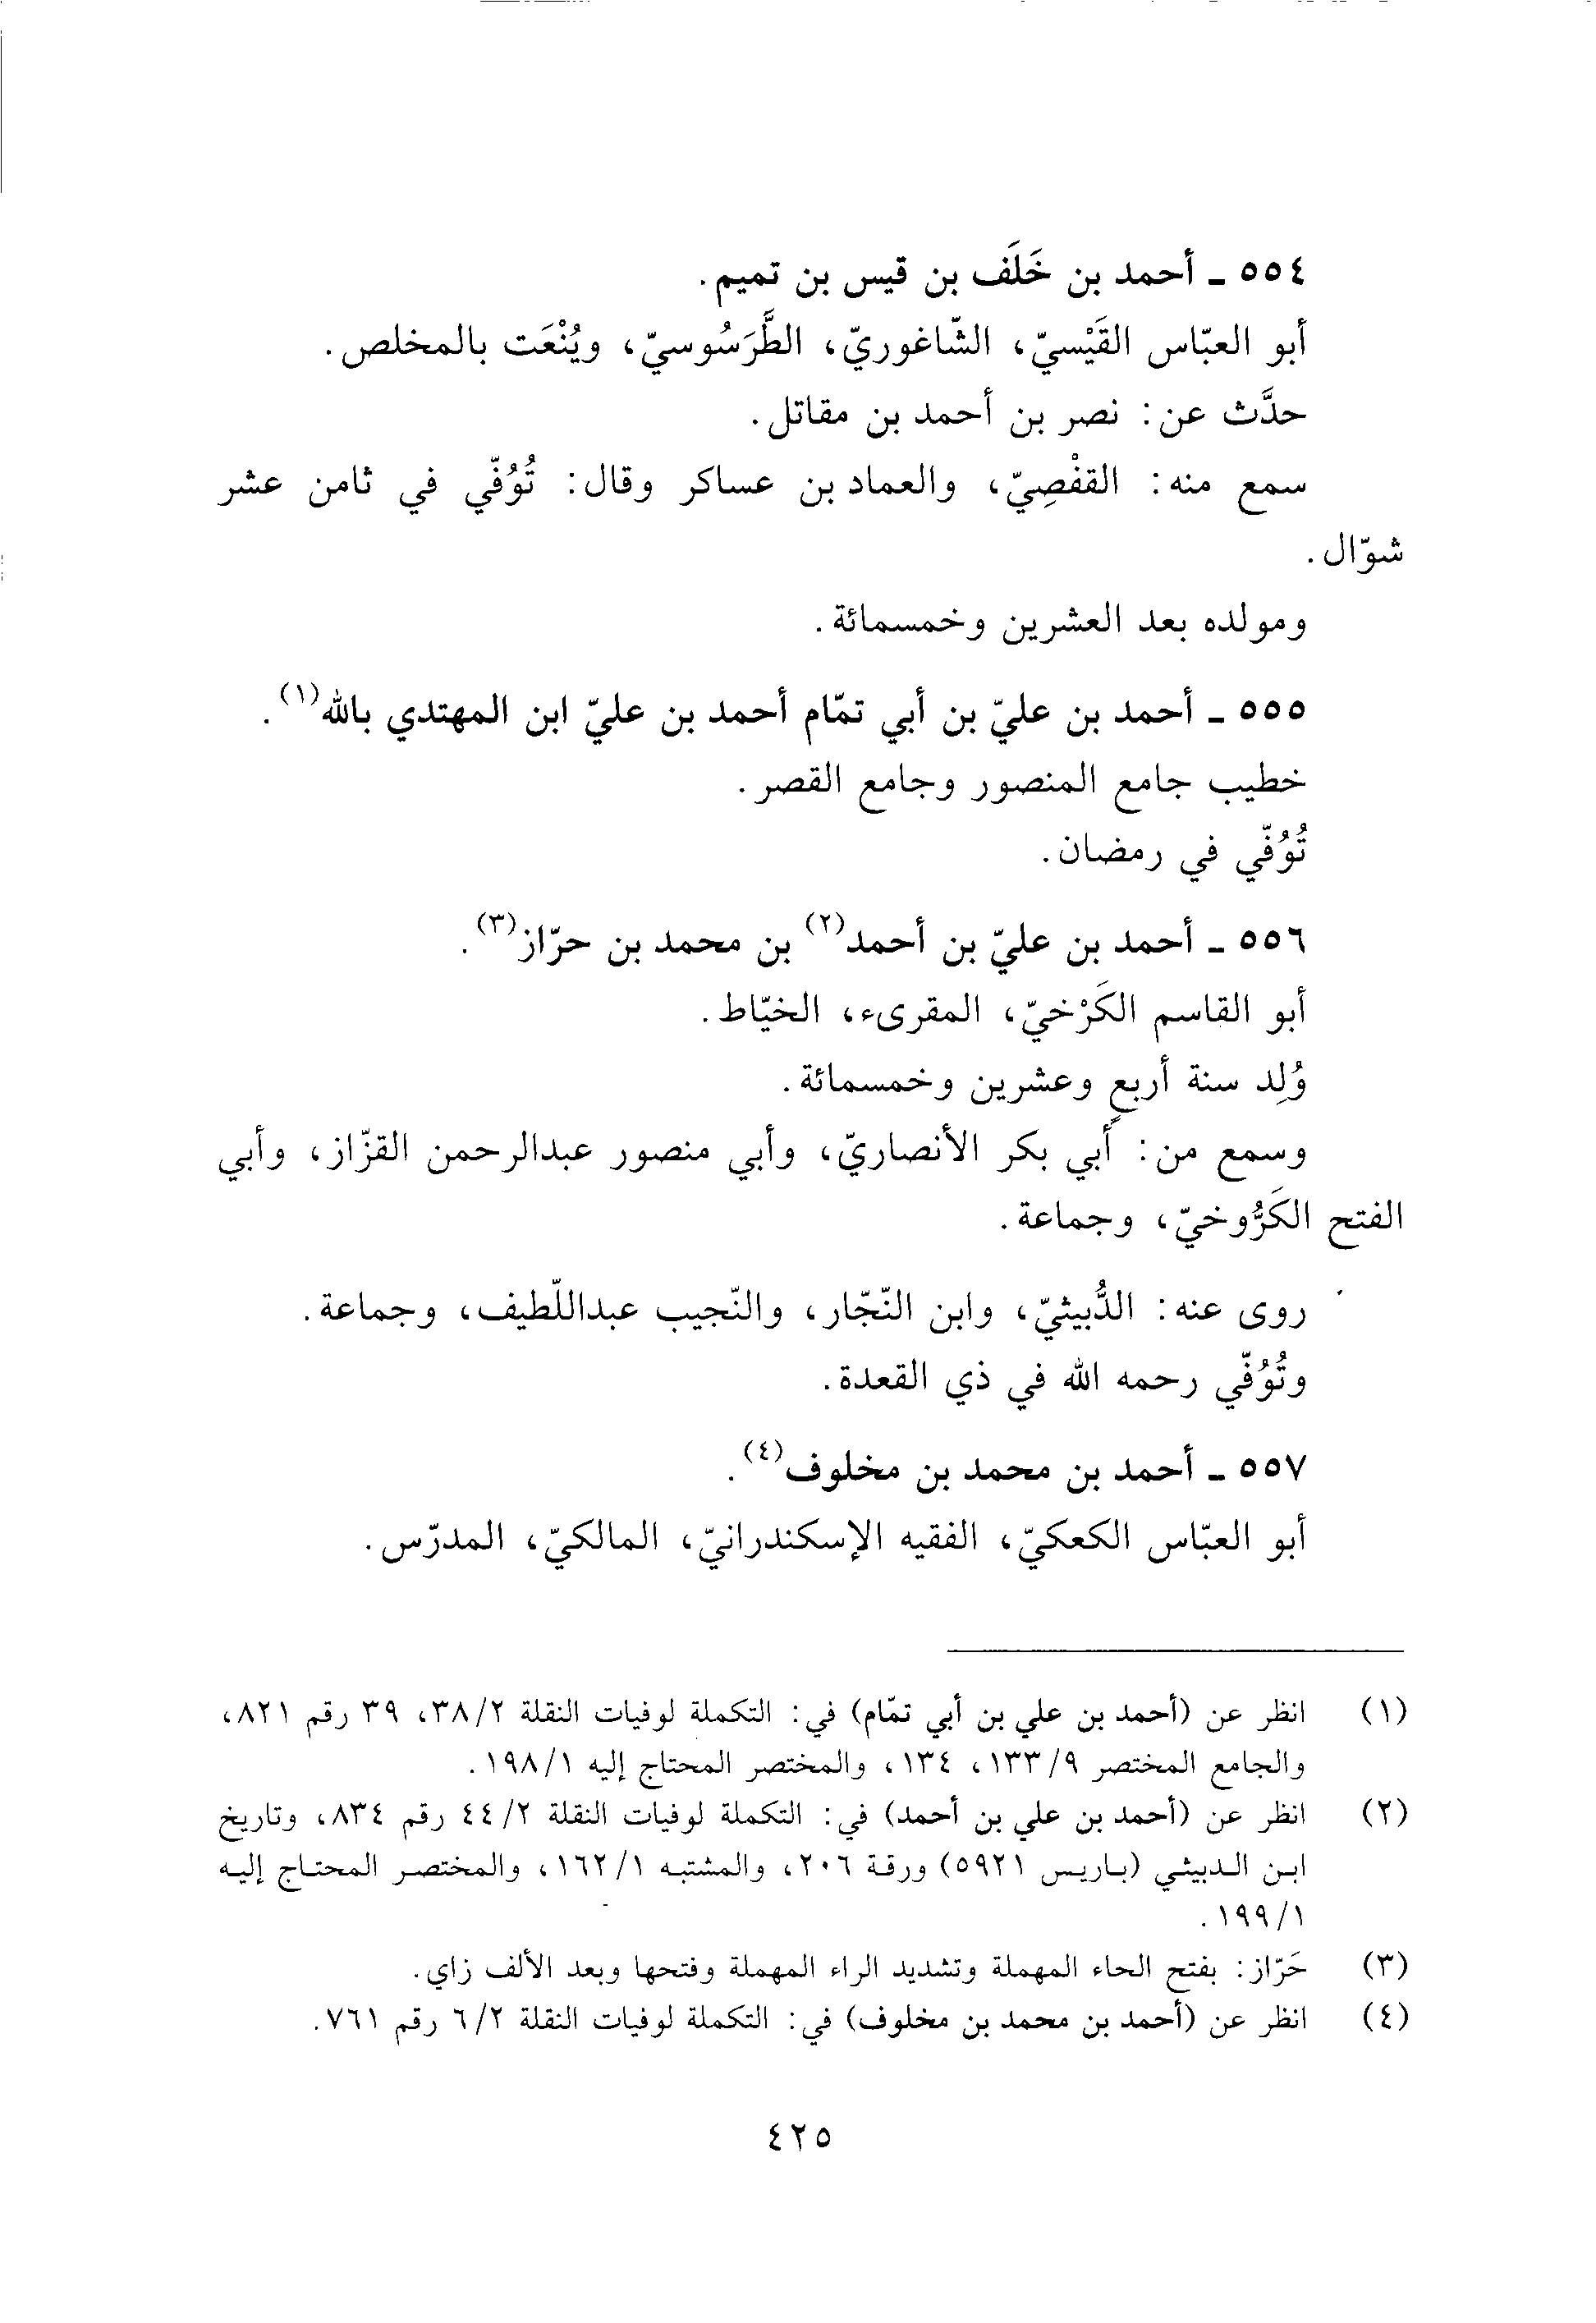 ٥٥٤ ـ أحمد بن خَلَف بن قيس بن تميم.
أبو العبّاس القَيْسيّ، الشّاغوريّ، الطَّرَسُوسيّ، ويُنْعَت بالمخلص.
حدَّث عن: نصر بن أحمد بن مقاتل.
سمع منه: القفْصِيّ، والعماد بن عساكر وقال: تُوُفّي في ثامن عشر
شوّال.
ومولده بعد العشرين وخمسمائة.
٥٥٥ ـ أحمد بن عليّ بن أبي تمّام أحمد بن عليّ ابن المهتدي بالله(١).
خطيب جامع المنصور وجامع القصر.
تُوُفّي في رمضان.
٥٥٦ ـ أحمد بن عليّ بن أحمد(٢) بن محمد بن حرّاز(٣).
أبو القاسم الكَرْخيّ، المقرىء، الخيّاط.
وُلِد سنة أربعٍ وعشرين وخمسمائة.
وسمع من: أبي بكر الأنصاريّ، وأبي منصور عبدالرحمن القزّاز، وأبي
الفتح الكَرُّوخيّ، وجماعة.
روى عنه: الدُّبيثيّ، وابن النّجّار، والنّجيب عبداللّطيف، وجماعة.
وتُوُفّي رحمه الله في ذي القعدة.
٥٥٧ ـ أحمد بن محمد بن مخلوف(٤).
أبو العبّاس الكعكيّ، الفقيه الإسكندرانيّ، المالكيّ، المدرّس.
(١) انظر عن (أحمد بن علي بن أبي تمّام) في: التكملة لوفيات النقلة ٣٨/٢، ٣٩ رقم ٨٢١،
والجامع المختصر ١٣٣/٩، ١٣٤، والمختصر المحتاج إليه ١٩٨/١.
(٢) انظر عن (أحمد بن علي بن أحمد) في: التكملة لوفيات النقلة ٤٤/٢ رقم ٨٣٤، وتاريخ
ابن الدبيثي (باريس ٥٩٢١) ورقة ٢٠٦، والمشتبه ١٦٢/١، والمختصر المحتاج إليه
١٩٩/١.
(٣) حَرّاز: بفتح الحاء المهملة وتشديد الراء المهملة وفتحها وبعد الألف زاي.
(٤) انظر عن (أحمد بن محمد بن مخلوف) في: التكملة لوفيات النقلة ٦/٢ رقم ٧٦١.
٤٢٥